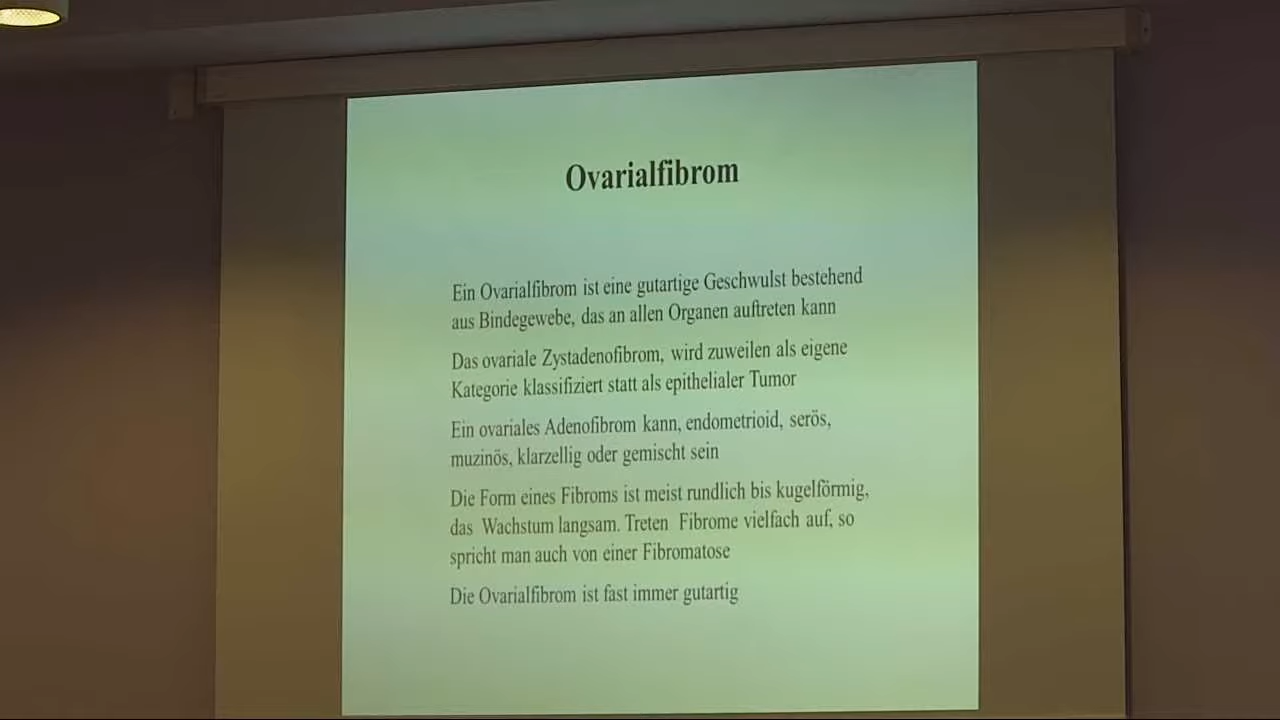 Ovarialfibrom
Ein Ovarialfibrom ist eine gutartige Geschwulst bestehend
aus Bindegewebe, das an allen Organen auftreten kann
Das ovariale Zystadenofibrom, wird zuweilen als eigene
Kategorie klassifiziert statt als epithelialer Tumor
Ein ovariales Adenofibrom kann, endometrioid, serös,
muzinös, klarzellig oder gemischt sein
Die Form eines Fibroms ist meist rundlich bis kugelförmig,
das Wachstum langsam. Treten Fibrome vielfach auf, so
spricht man auch von einer Fibromatose
Die Ovarialfibrom ist fast immer gutartig